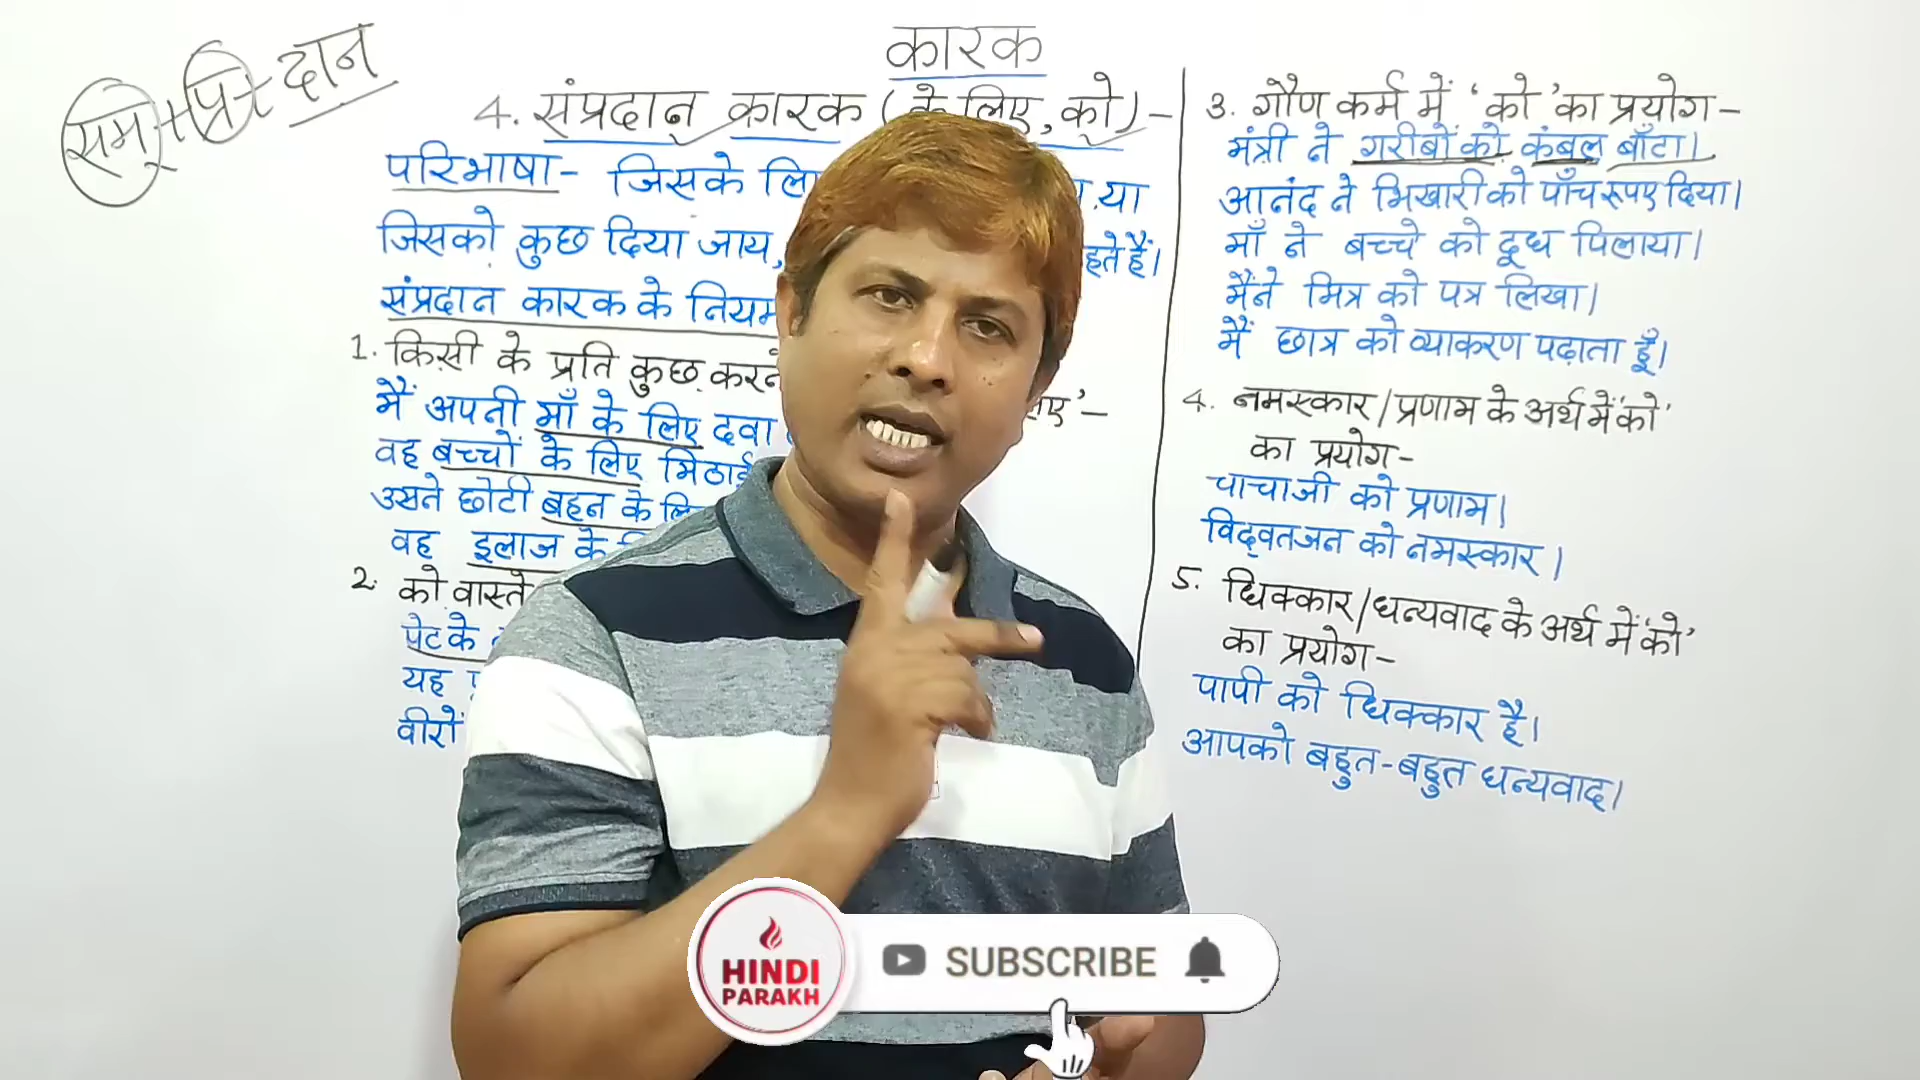 कारक
सम्+प्र+दान
4. संप्रदान कारक (के लिए, को)-
परिभाषा- जिसके लि या
जिसको कुछ दिया जाय, हते हैं।
संप्रदान कारक के नियम
1. किसी के प्रति कुछ करने लिए'-
मैं अपनी माँ के लिए दवा
वह बच्चों के लिए मिठाई
उसने छोटी बहन के लि
वह इलाज के
2. को वास्ते
पेट के
यह
वीरों
3. गौण कर्म में 'को' का प्रयोग-
मंत्री ने गरीबों को कंबल बाँटा।
आनंद ने भिखारी को पाँच रूपए दिया।
माँ ने बच्चे को दूध पिलाया।
मैंने मित्र को पत्र लिखा।
मैं छात्र को व्याकरण पढ़ाता हूँ।
4. नमस्कार/प्रणाम के अर्थ में 'को'
का प्रयोग-
चाचाजी को प्रणाम।
विद्वतजन को नमस्कार।
5. धिक्कार/धन्यवाद के अर्थ में 'को'
का प्रयोग-
पापी को धिक्कार है।
आपको बहुत-बहुत धन्यवाद।
HINDI
PARAKH
SUBSCRIBE